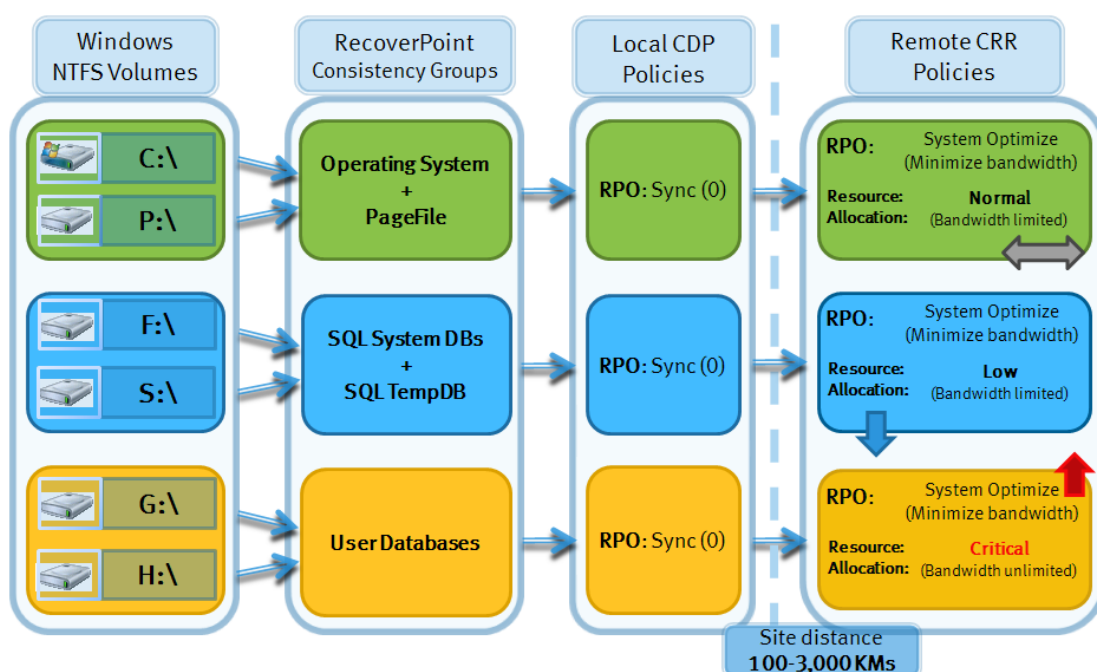 Windows
NTFS Volumes
RecoverPoint
Consistency Groups
Local CDP
Policies
Remote CRR
Policies
C:\
P:\
Operating System
+
PageFile
RPO: Sync (0)
RPO: System Optimize
(Minimize bandwidth)
Resource: Normal
Allocation: (Bandwidth limited)
F:\
S:\
SQL System DBs
+
SQL TempDB
RPO: Sync (0)
RPO: System Optimize
(Minimize bandwidth)
Resource: Low
Allocation: (Bandwidth limited)
G:\
H:\
User Databases
RPO: Sync (0)
RPO: System Optimize
(Minimize bandwidth)
Resource: Critical
Allocation: (Bandwidth unlimited)
Site distance
100-3,000 KMs